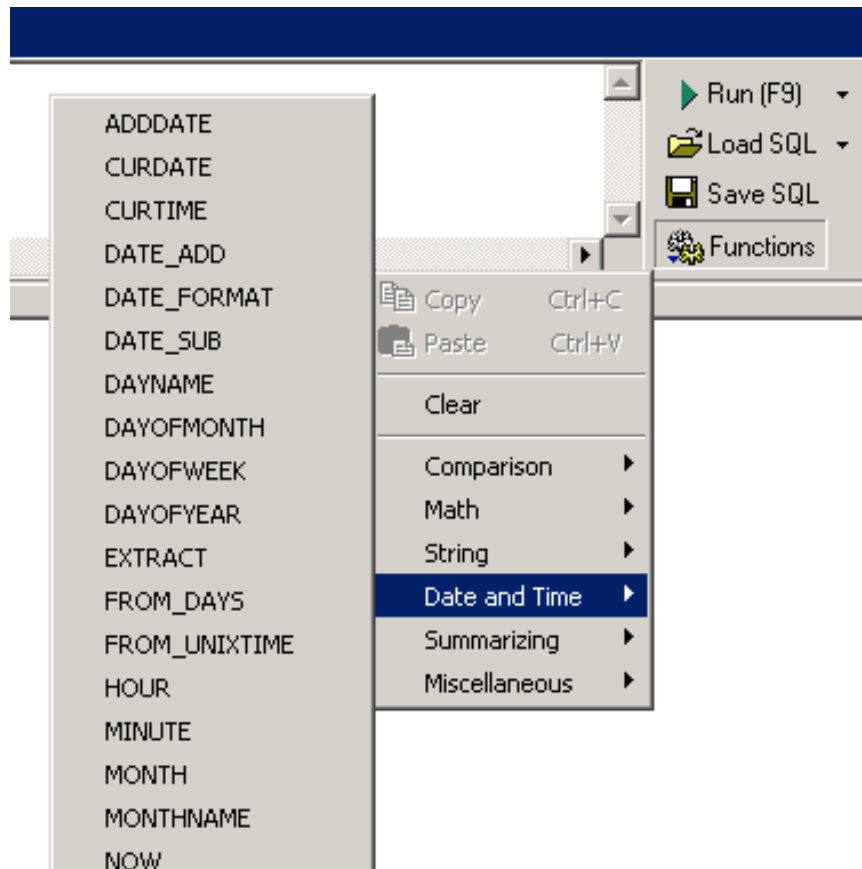 Run (F9)
Load SQL
Save SQL
Functions
Copy Ctrl+C
Paste Ctrl+V
Clear
Comparison
Math
String
Date and Time
Summarizing
Miscellaneous
ADDDATE
CURDATE
CURTIME
DATE_ADD
DATE_FORMAT
DATE_SUB
DAYNAME
DAYOFMONTH
DAYOFWEEK
DAYOFYEAR
EXTRACT
FROM_DAYS
FROM_UNIXTIME
HOUR
MINUTE
MONTH
MONTHNAME
NOW